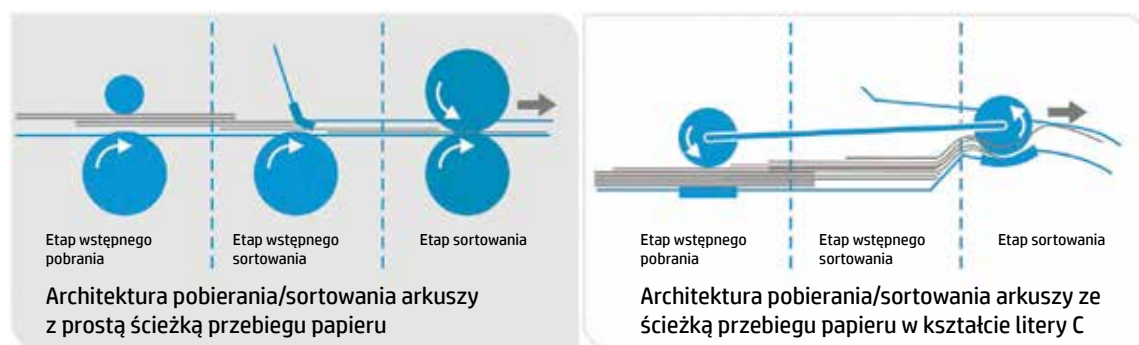 Etap wstępnego
pobrania
Etap wstępnego
sortowania
Etap sortowania
Architektura pobierania/sortowania arkuszy
z prostą ścieżką przebiegu papieru
Etap wstępnego
pobrania
Etap wstępnego
sortowania
Etap sortowania
Architektura pobierania/sortowania arkuszy ze
ścieżką przebiegu papieru w kształcie litery C